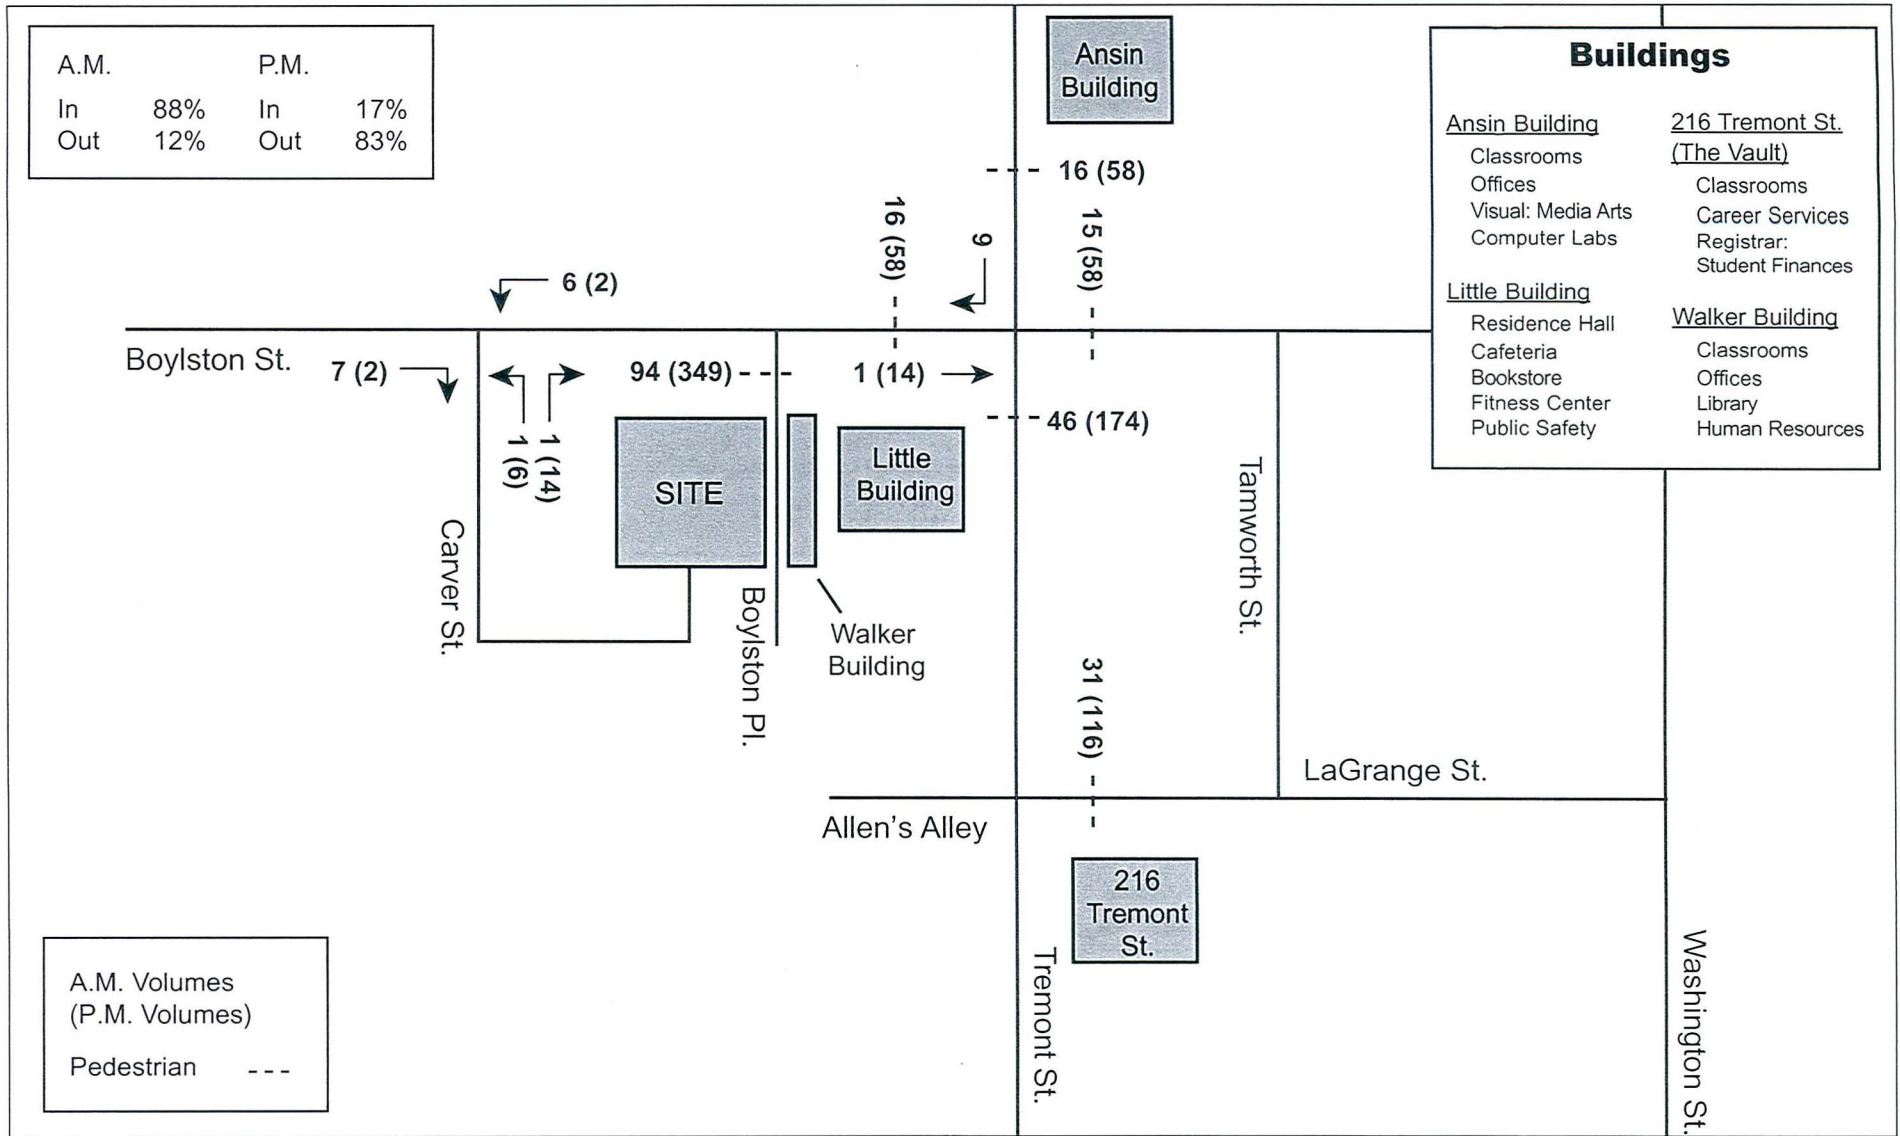 A.M. P.M.
In 88% In 17%
Out 12% Out 83%
Ansin
Building
Buildings
Ansin Building
Classrooms
Offices
Visual: Media Arts
Computer Labs
Little Building
Residence Hall
Cafeteria
Bookstore
Fitness Center
Public Safety
216 Tremont St.
(The Vault)
Classrooms
Career Services
Registrar:
Student Finances
Walker Building
Classrooms
Offices
Library
Human Resources
16 (58)
16 (58)
9
15 (58)
6 (2)
Boylston St.
7 (2)
94 (349)
1 (14)
1 (6)
1 (14)
46 (174)
SITE
Little
Building
Carver St.
Boylston Pl.
Walker
Building
Tamworth St.
31 (116)
LaGrange St.
Allen's Alley
216
Tremont
St.
Tremont St.
Washington St.
A.M. Volumes
(P.M. Volumes)
Pedestrian